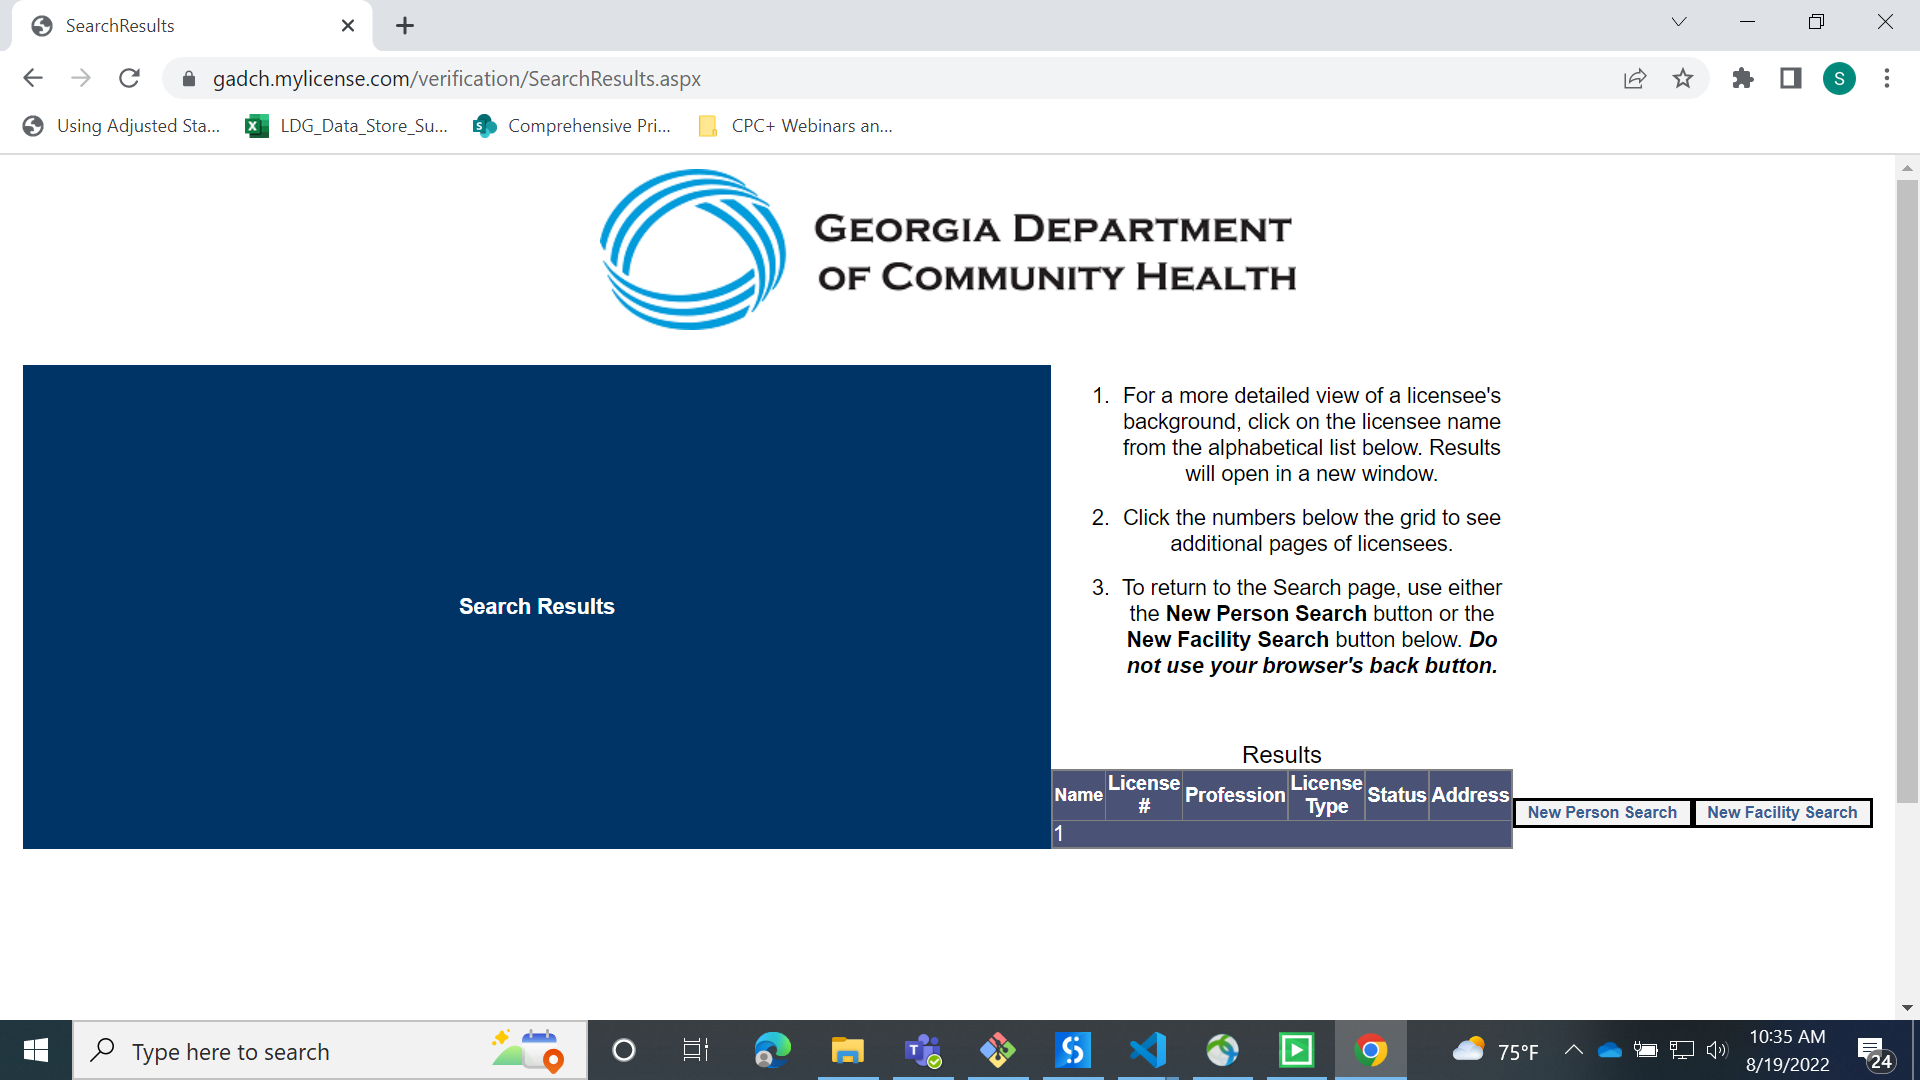 SearchResults
gadch.mylicense.com/verification/SearchResults.aspx
S
Using Adjusted Sta...
LDG_Data_Store_Su...
Comprehensive Pri...
CPC+ Webinars an...
GEORGIA DEPARTMENT
OF COMMUNITY HEALTH
Search Results
1. For a more detailed view of a licensee's
background, click on the licensee name
from the alphabetical list below. Results
will open in a new window.
2. Click the numbers below the grid to see
additional pages of licensees.
3. To return to the Search page, use either
the New Person Search button or the
New Facility Search button below. Do
not use your browser's back button.
Results
Name License # Profession License Type Status Address
1
New Person Search New Facility Search
Type here to search
75°F
10:35 AM
8/19/2022
24